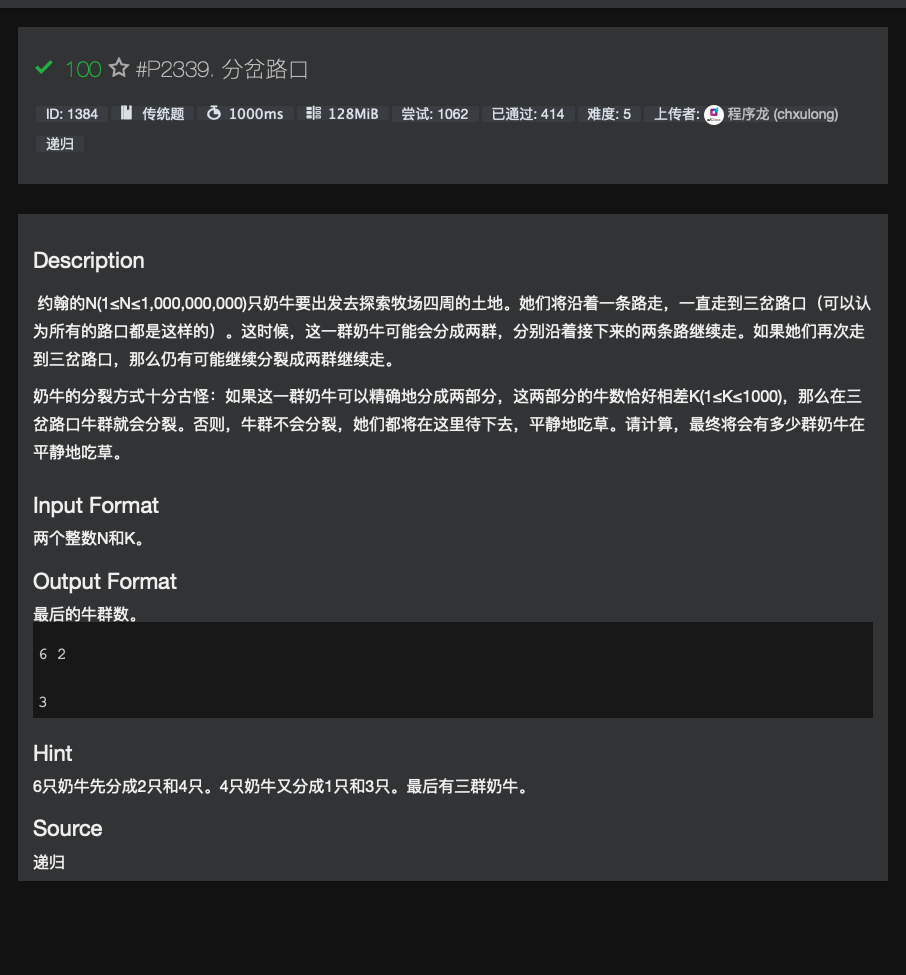 100 #P2339. 分岔路口
ID: 1384 传统题 1000ms 128MiB 尝试: 1062 已通过: 414 难度: 5 上传者: 程序龙 (chxulong)
递归
Description
约翰的N(1≤N≤1,000,000,000)只奶牛要出发去探索牧场四周的土地。她们将沿着一条路走，一直走到三岔路口（可以认
为所有的路口都是这样的）。这时候，这一群奶牛可能会分成两群，分别沿着接下来的两条路继续走。如果她们再次走
到三岔路口，那么仍有可能继续分裂成两群继续走。
奶牛的分裂方式十分古怪：如果这一群奶牛可以精确地分成两部分，这两部分的牛数恰好相差K(1≤K≤1000)，那么在三
岔路口牛群就会分裂。否则，牛群不会分裂，她们都将在这里待下去，平静地吃草。请计算，最终将会有多少群奶牛在
平静地吃草。
Input Format
两个整数N和K。
Output Format
最后的牛群数。
6 2
3
Hint
6只奶牛先分成2只和4只。4只奶牛又分成1只和3只。最后有三群奶牛。
Source
递归